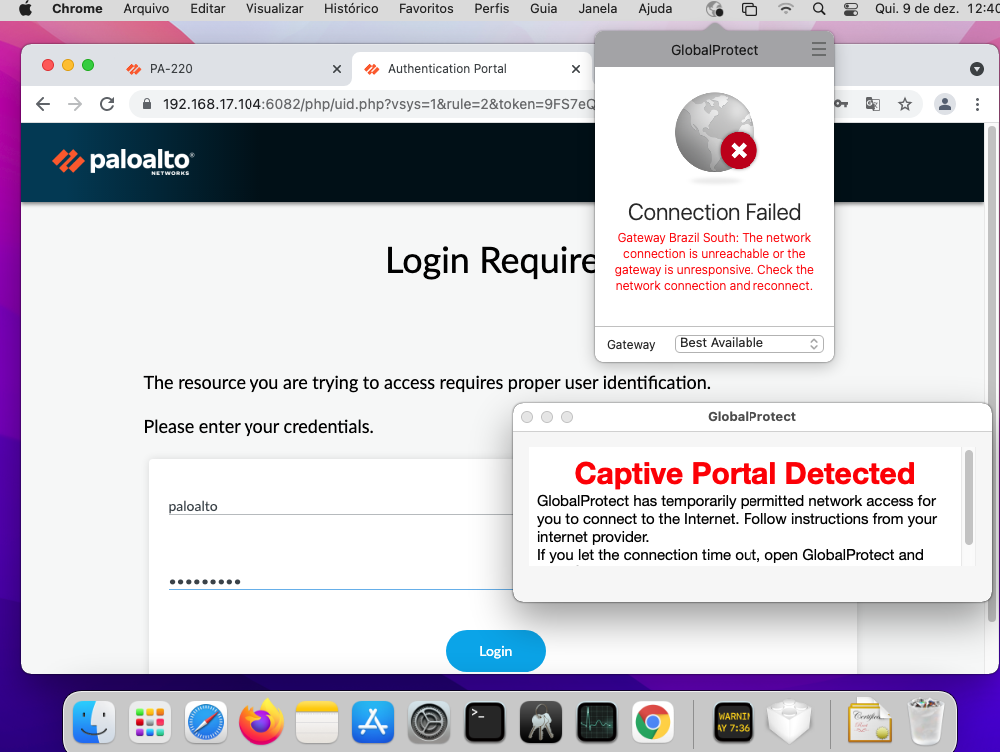 Chrome Arquivo Editar Visualizar Histórico Favoritos Perfis Guia Janela Ajuda Qui. 9 de dez. 12:40
PA-220
Authentication Portal
192.168.17.104:6082/php/uid.php?vsys=1&rule=2&token=9FS7eQ
paloalto
NETWORKS
Login Require
The resource you are trying to access requires proper user identification.
Please enter your credentials.
paloalto
•••••••••
Login
GlobalProtect
Connection Failed
Gateway Brazil South: The network
connection is unreachable or the
gateway is unresponsive. Check the
network connection and reconnect.
Gateway Best Available
GlobalProtect
Captive Portal Detected
GlobalProtect has temporarily permitted network access for
you to connect to the Internet. Follow instructions from your
internet provider.
If you let the connection time out, open GlobalProtect and
>_
WARNIN
AY 7:36